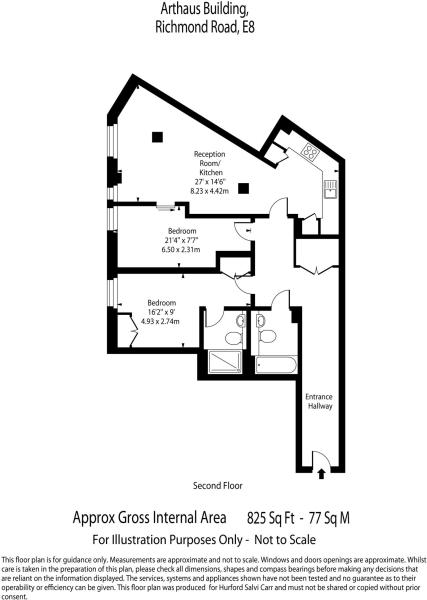 Arthaus Building,
Richmond Road, E8
Reception
Room/
Kitchen
27' x 14'6"
8.23 x 4.42m
Bedroom
21'4" x 7'7"
6.50 x 2.31m
Bedroom
16'2" x 9'
4.93 x 2.74m
Entrance
Hallway
Second Floor
Approx Gross Internal Area 825 Sq Ft - 77 Sq M
For Illustration Purposes Only - Not to Scale
This floor plan is for guidance only. Measurements are approximate and not to scale. Windows and doors openings are approximate. Whilst
care is taken in the preparation of this plan, please check all dimensions, shapes and compass bearings before making any decisions that
are reliant on the information displayed. The services, systems and appliances shown have not been tested and no guarantee as to their
operability or efficiency can be given. This floor plan was produced for Hurford Salvi Carr and must not be shared or copied without prior
consent.